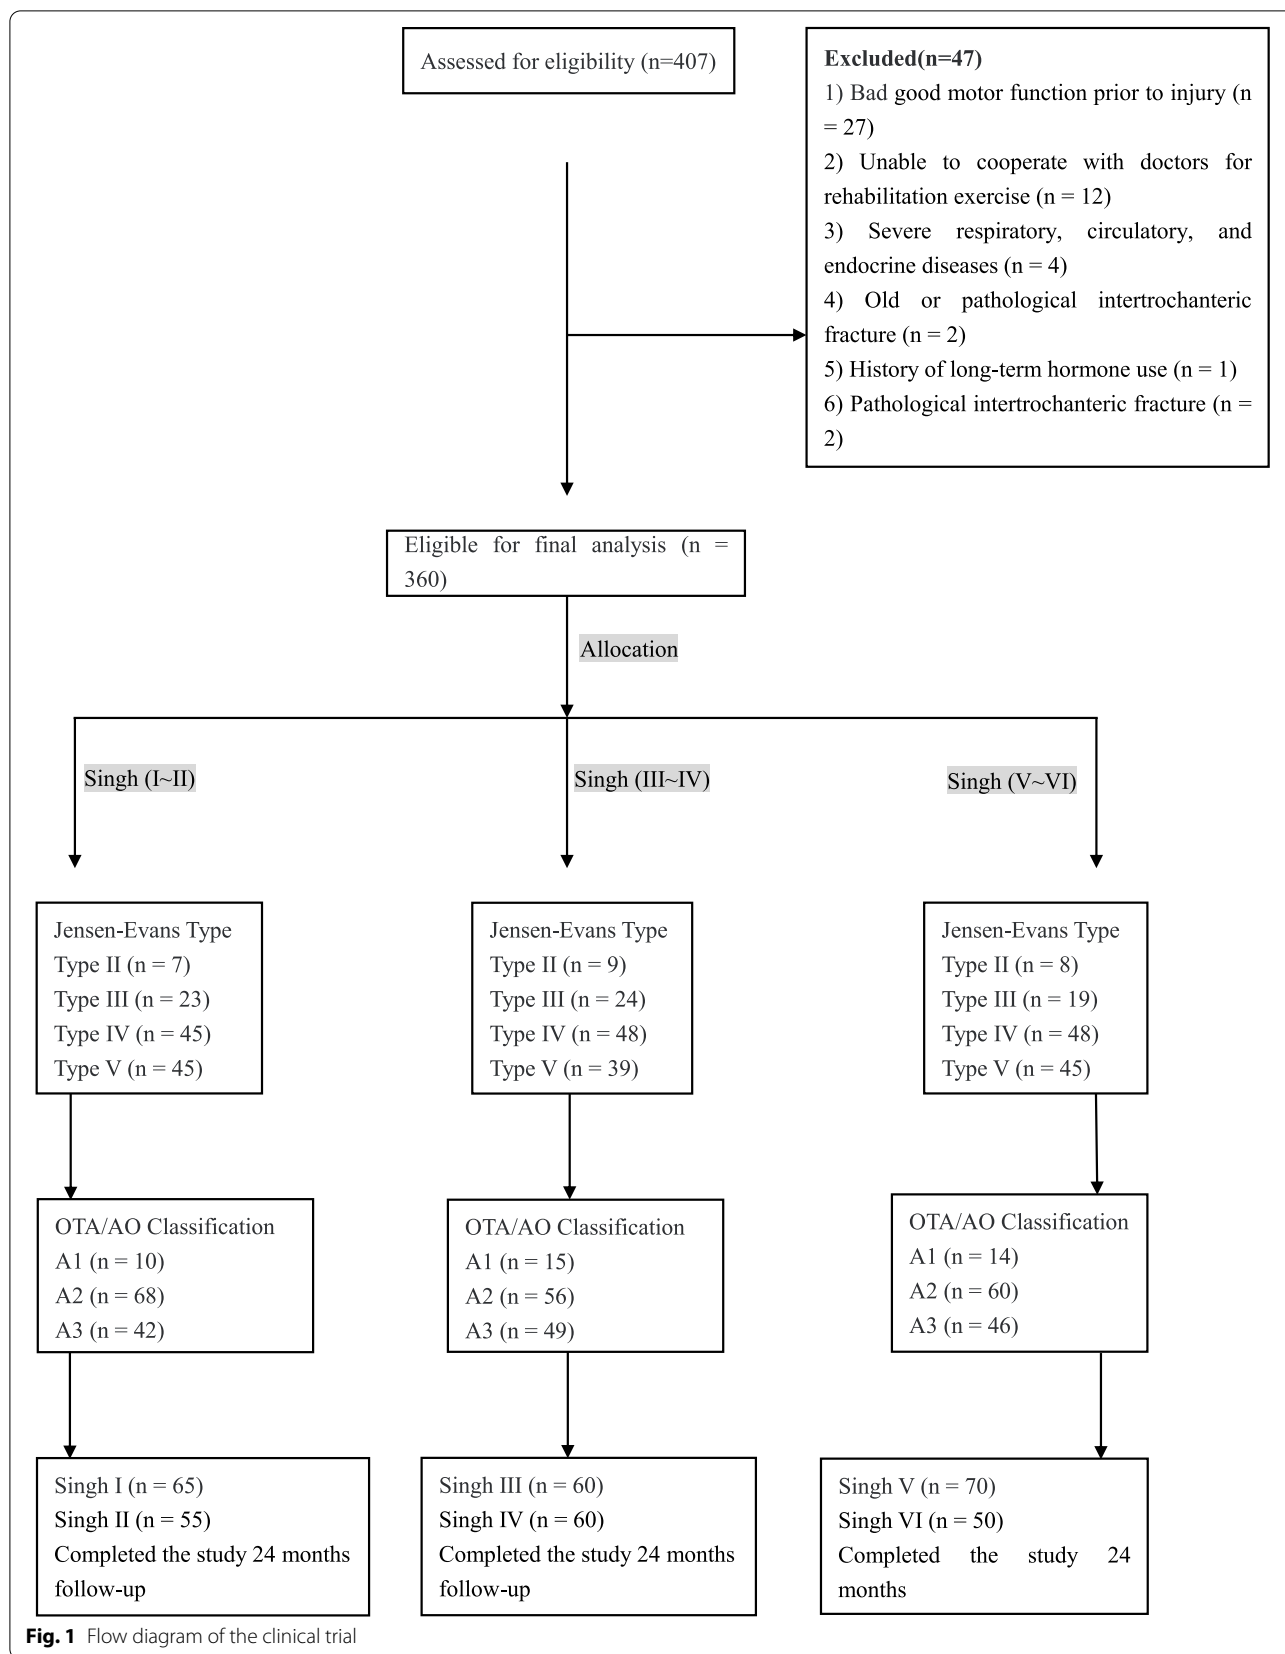 Assessed for eligibility (n=407)
Excluded(n=47)
1) Bad good motor function prior to injury (n
= 27)
2) Unable to cooperate with doctors for
rehabilitation exercise (n = 12)
3) Severe respiratory, circulatory, and
endocrine diseases (n = 4)
4) Old or pathological intertrochanteric
fracture (n = 2)
5) History of long-term hormone use (n = 1)
6) Pathological intertrochanteric fracture (n =
2)
Eligible for final analysis (n =
360)
Allocation
Singh (I~II)
Singh (III~IV)
Singh (V~VI)
Jensen-Evans Type
Type II (n = 7)
Type III (n = 23)
Type IV (n = 45)
Type V (n = 45)
Jensen-Evans Type
Type II (n = 9)
Type III (n = 24)
Type IV (n = 48)
Type V (n = 39)
Jensen-Evans Type
Type II (n = 8)
Type III (n = 19)
Type IV (n = 48)
Type V (n = 45)
OTA/AO Classification
A1 (n = 10)
A2 (n = 68)
A3 (n = 42)
OTA/AO Classification
A1 (n = 15)
A2 (n = 56)
A3 (n = 49)
OTA/AO Classification
A1 (n = 14)
A2 (n = 60)
A3 (n = 46)
Singh I (n = 65)
Singh II (n = 55)
Completed the study 24 months
follow-up
Singh III (n = 60)
Singh IV (n = 60)
Completed the study 24 months
follow-up
Singh V (n = 70)
Singh VI (n = 50)
Completed the study 24
months
Fig. 1 Flow diagram of the clinical trial